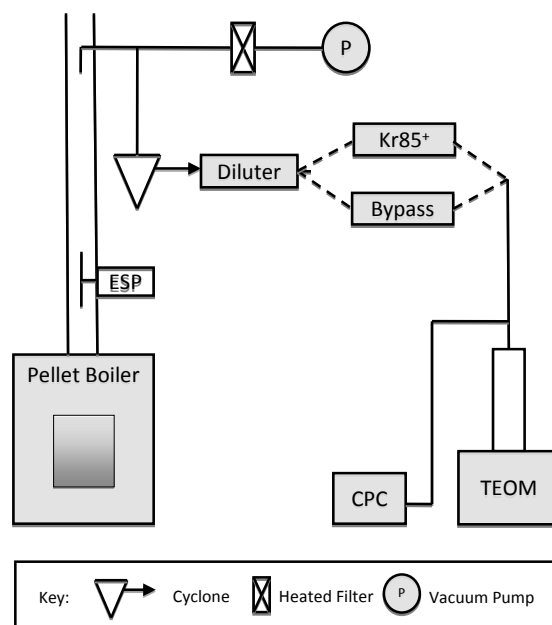 P
Kr85⁺
Diluter
Bypass
ESP
Pellet Boiler
CPC
TEOM
Key: Cyclone Heated Filter P Vacuum Pump